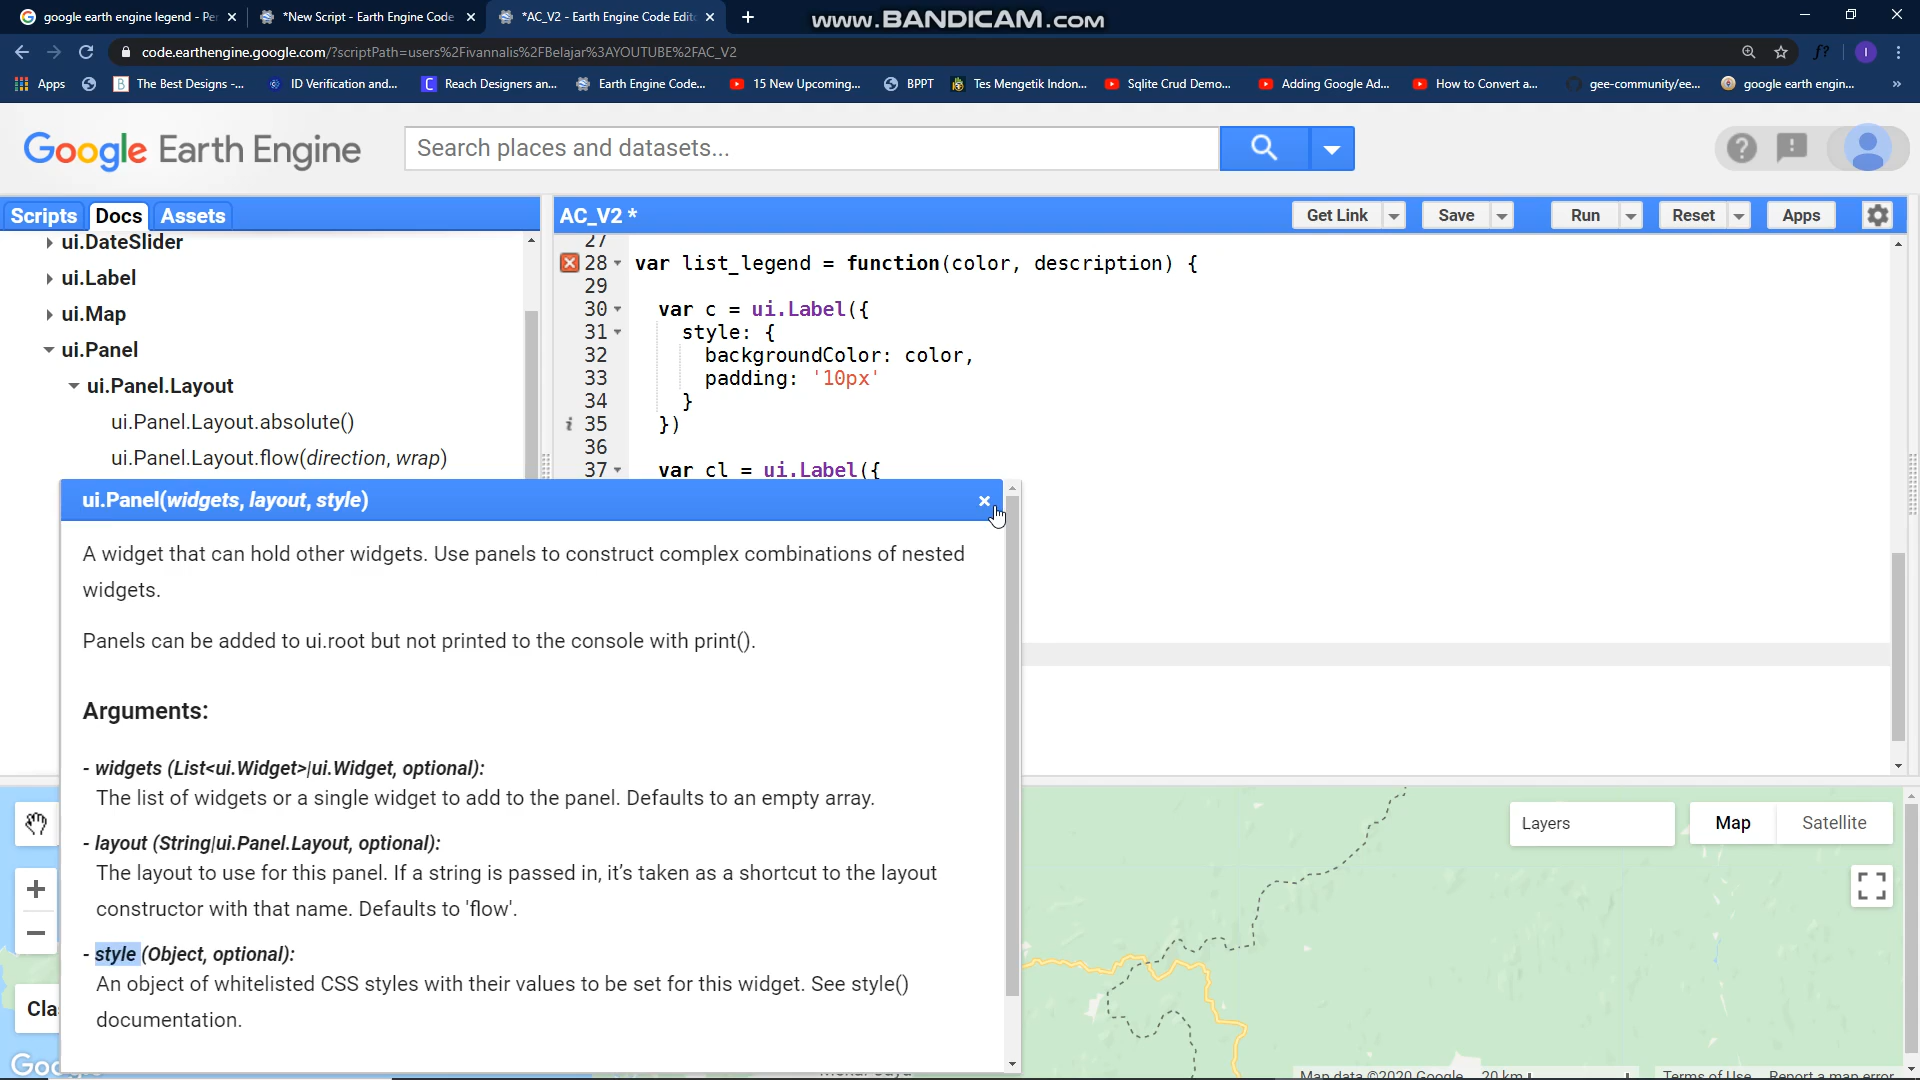 google earth engine legend - Pe
*New Script - Earth Engine Code
*AC_V2 - Earth Engine Code Edit
www.BANDICAM.com
code.earthengine.google.com/?scriptPath=users%2Fivannalis%2FBelajar%3AYOUTUBE%2FAC_V2
f?
I
Apps
The Best Designs -...
ID Verification and...
Reach Designers an...
Earth Engine Code...
15 New Upcoming...
BPPT
Tes Mengetik Indon...
Sqlite Crud Demo...
Adding Google Ad...
How to Convert a...
gee-community/ee...
google earth engin...
»
Google Earth Engine
Search places and datasets...
Scripts Docs Assets
AC_V2 *
Get Link Save Run Reset Apps
ui.DateSlider
ui.Label
ui.Map
ui.Panel
ui.Panel.Layout
ui.Panel.Layout.absolute()
ui.Panel.Layout.flow(direction, wrap)
27
28 var list_legend = function(color, description) {
29
30 var c = ui.Label({
31 style: {
32 backgroundColor: color,
33 padding: '10px'
34 }
i 35 })
36
37 var cl = ui.Label({
ui.Panel(widgets, layout, style)
A widget that can hold other widgets. Use panels to construct complex combinations of nested
widgets.
Panels can be added to ui.root but not printed to the console with print().
Arguments:
- widgets (List<ui.Widget>|ui.Widget, optional):
The list of widgets or a single widget to add to the panel. Defaults to an empty array.
- layout (String|ui.Panel.Layout, optional):
The layout to use for this panel. If a string is passed in, it's taken as a shortcut to the layout
constructor with that name. Defaults to 'flow'.
- style (Object, optional):
An object of whitelisted CSS styles with their values to be set for this widget. See style()
documentation.
Cla
Goo
Layers
Map Satellite
Map data ©2020 Google 20 km Terms of Use Report a map error